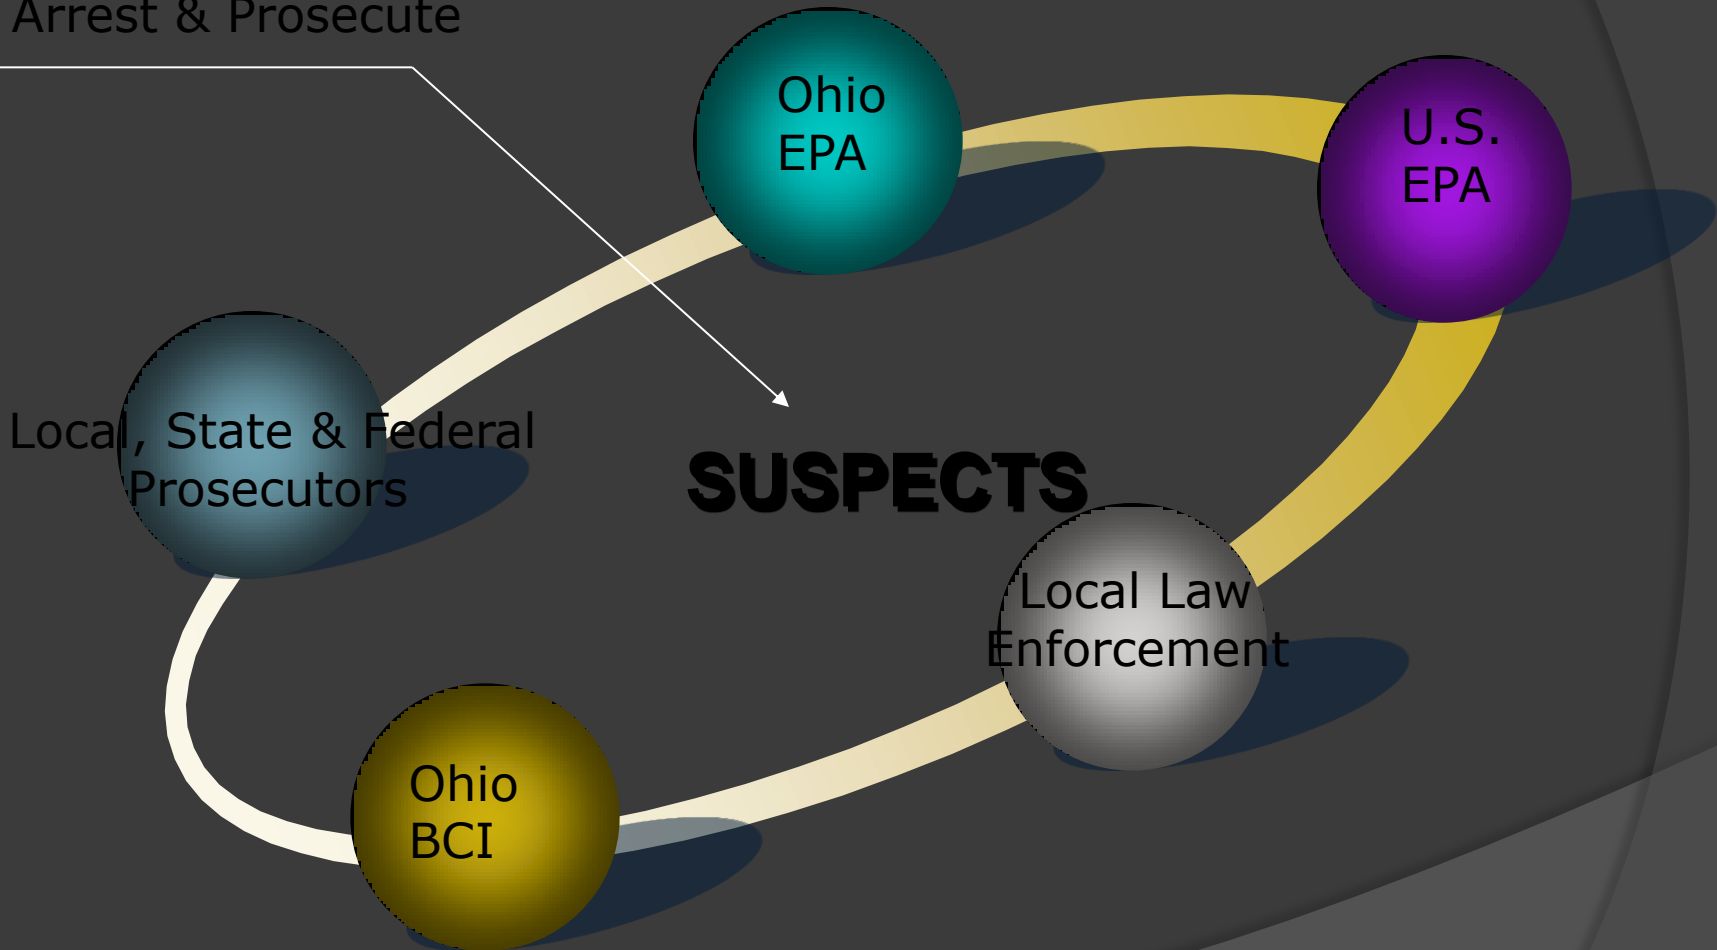 Arrest & Prosecute
Ohio
EPA
U.S.
EPA
Local, State & Federal
Prosecutors
SUSPECTS
Local Law
Enforcement
Ohio
BCI